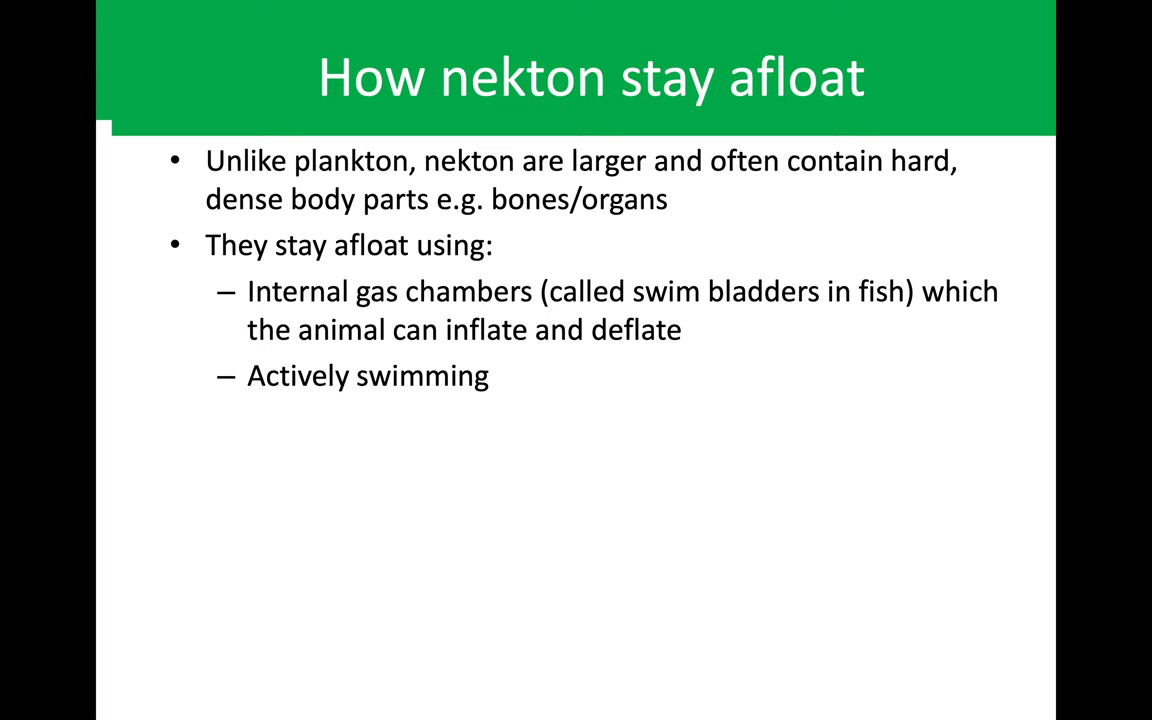 How nekton stay afloat
• Unlike plankton, nekton are larger and often contain hard,
dense body parts e.g. bones/organs
• They stay afloat using:
– Internal gas chambers (called swim bladders in fish) which
the animal can inflate and deflate
– Actively swimming